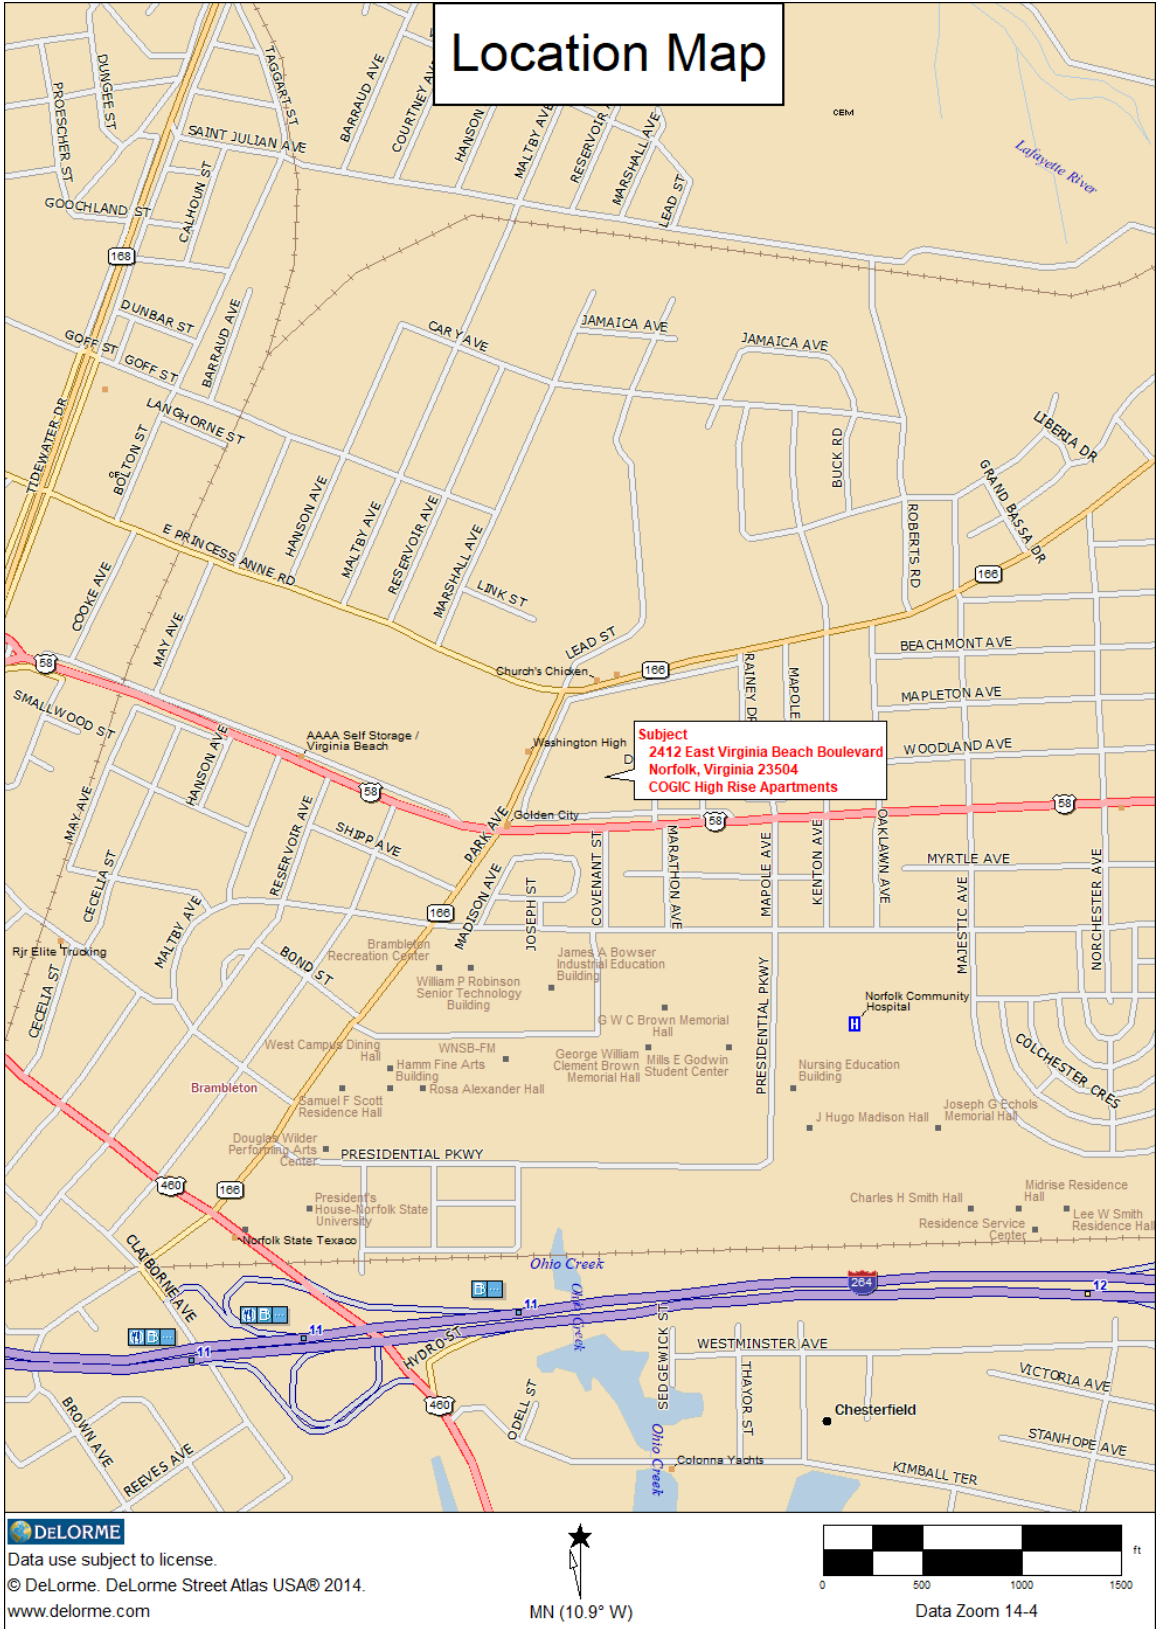 Location Map
TAGGART ST
DUNGEE ST
PROESCHER ST
BARRAUD AVE
COURTNEY AV
HANSON
MALTBY AVE
RESERVOIR
MARSHALL AVE
LEAD ST
CEM
Lafayette River
SAINT JULIAN AVE
CALHOUN ST
GOOCHLAND ST
168
DUNBAR ST
BARRAUD AVE
GOFF ST
GOFF ST
CARY AVE
JAMAICA AVE
JAMAICA AVE
LANGHORNE ST
TIDEWATER DR
BOLTON ST
LIBERIA DR
BUCK RD
GRAND BASSA DR
HANSON AVE
MALTBY AVE
RESERVOIR AVE
MARSHALL AVE
ROBERTS RD
E PRINCESS ANNE RD
LINK ST
166
COOKE AVE
MAY AVE
LEAD ST
BEACHMONT AVE
58
Church's Chicken
166
RAINEY DR
MAPOLE
MAPLETON AVE
SMALLWOOD ST
HANSON AVE
AAAA Self Storage /
Virginia Beach
Washington High
D
Subject
2412 East Virginia Beach Boulevard
Norfolk, Virginia 23504
COGIC High Rise Apartments
WOODLAND AVE
58
58
58
Golden City
MAY AVE
RESERVOIR AVE
SHIPP AVE
PARK AVE
COVENANT ST
MARATHON AVE
MAPOLE AVE
KENTON AVE
OAKLAWN AVE
MYRTLE AVE
CECELIA ST
MADISON AVE
JOSEPH ST
MAJESTIC AVE
NORCHESTER AVE
166
MALTBY AVE
Rjr Elite Trucking
BOND ST
Brambleton
Recreation Center
William P Robinson
Senior Technology
Building
James A Bowser
Industrial Education
Building
CECELIA ST
PRESIDENTIAL PKWY
Norfolk Community
Hospital
H
G W C Brown Memorial
Hall
West Campus Dining
Hall
WNSB-FM
Hamm Fine Arts
Building
George William
Clement Brown
Memorial Hall
Mills E Godwin
Student Center
Nursing Education
Building
COLCHESTER CRES
Brambleton
Rosa Alexander Hall
Samuel F Scott
Residence Hall
J Hugo Madison Hall
Joseph G Echols
Memorial Hall
Douglas Wilder
Performing Arts
Center
PRESIDENTIAL PKWY
460
166
President's
House-Norfolk State
University
Charles H Smith Hall
Midrise Residence
Hall
Residence Service
Center
Lee W Smith
Residence Hall
Norfolk State Texaco
CLAIBORNE AVE
Ohio Creek
264
12
11
11
11
Ohio Creek
HYDRO ST
SEDGEWICK ST
WESTMINSTER AVE
THAYOR ST
VICTORIA AVE
460
ODELL ST
Chesterfield
BROWN AVE
REEVES AVE
Ohio Creek
Colonna Yachts
STANHOPE AVE
KIMBALL TER
DELORME
Data use subject to license.
© DeLorme. DeLorme Street Atlas USA® 2014.
www.delorme.com
MN (10.9° W)
ft
0 500 1000 1500
Data Zoom 14-4